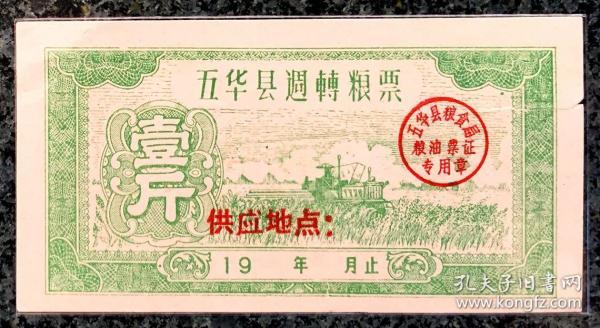 五华县週轉粮票
壹斤
五华县粮食局
粮油票证
专用章
供应地点：
19 年 月止
孔夫子旧书网
www.kongfz.com